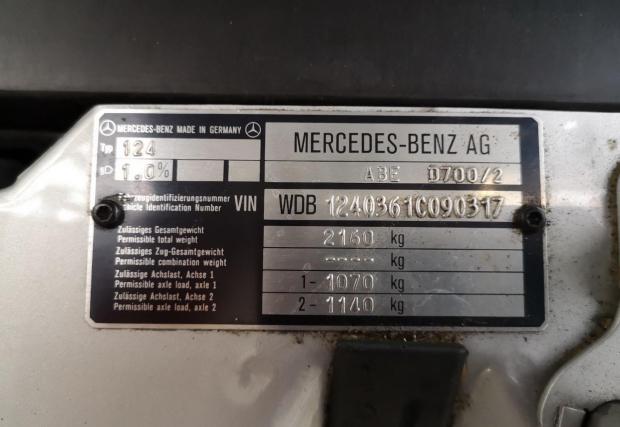 MERCEDES-BENZ MADE IN GERMANY
Typ 124
1.0%
MERCEDES-BENZ AG
ABE D700/2
Fahrzeugidentifizierungsnummer
Vehicle Identification Number VIN WDB 1240361C090317
Zulässiges Gesamtgewicht
Permissible total weight 2160 kg
Zulässiges Zug-Gesamtgewicht
Permissible combination weight ---- kg
Zulässige Achslast, Achse 1
Permissible axle load, axle 1 1- 1070 kg
Zulässige Achslast, Achse 2
Permissible axle load, axle 2 2- 1140 kg